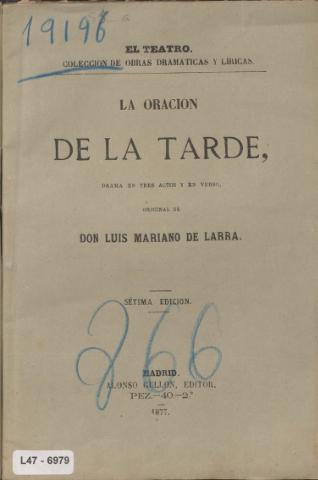 19196
EL TEATRO.
COLECCION DE OBRAS DRAMATICAS Y LÍRICAS.
LA ORACION
DE LA TARDE,
DRAMA EN TRES ACTOS Y EN VERSO,
ORIGINAL DE
DON LUIS MARIANO DE LARRA.
SÉTIMA EDICION.
266
MADRID.
ALONSO GULLON, EDITOR.
PEZ.—40.—2.º
1877.
L47 - 6979